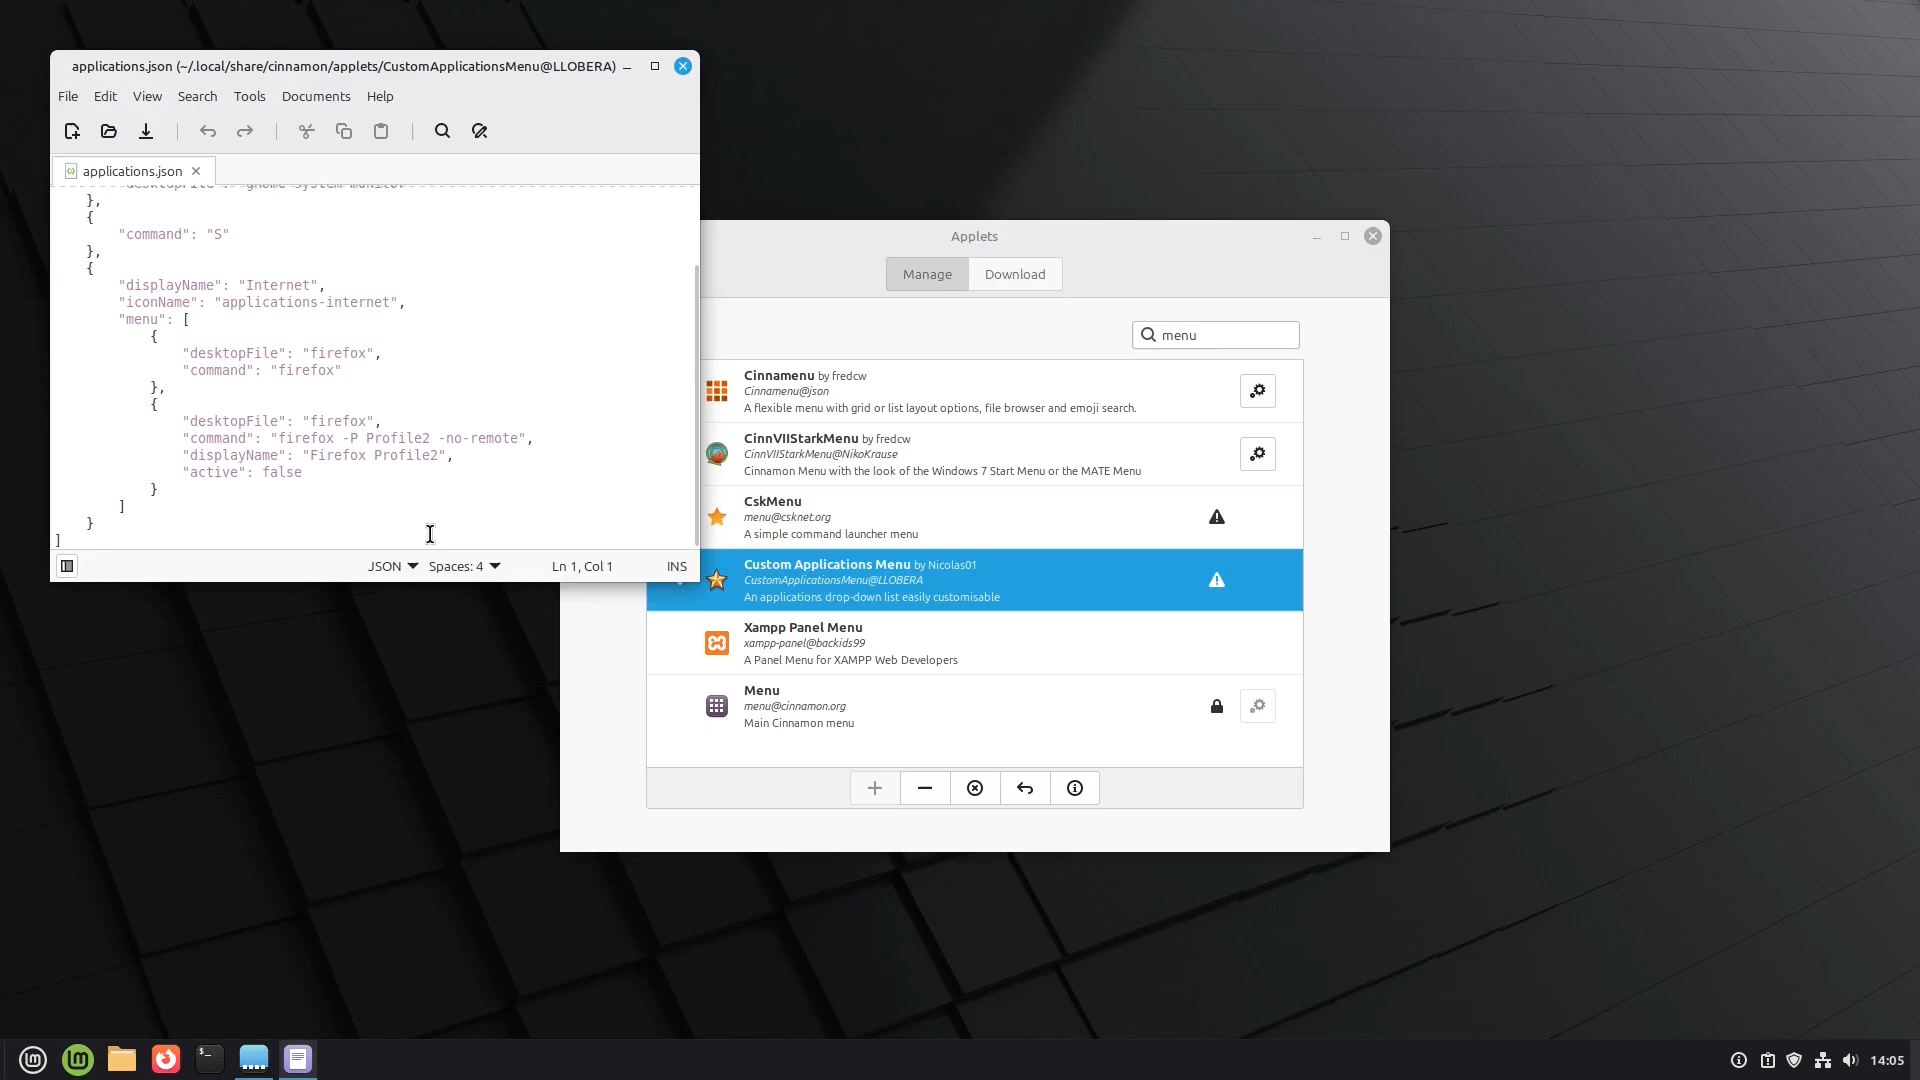 applications.json (~/.local/share/cinnamon/applets/CustomApplicationsMenu@LLOBERA)
File Edit View Search Tools Documents Help
applications.json
},
{
"command": "S"
},
{
"displayName": "Internet",
"iconName": "applications-internet",
"menu": [
{
"desktopFile": "firefox",
"command": "firefox"
},
{
"desktopFile": "firefox",
"command": "firefox -P Profile2 -no-remote",
"displayName": "Firefox Profile2",
"active": false
}
]
}
]
JSON Spaces: 4 Ln 1, Col 1 INS
Applets
Manage Download
menu
Cinnamenu by fredcw
Cinnamenu@json
A flexible menu with grid or list layout options, file browser and emoji search.
CinnVIIStarkMenu by fredcw
CinnVIIStarkMenu@NikoKrause
Cinnamon Menu with the look of the Windows 7 Start Menu or the MATE Menu
CskMenu
menu@csknet.org
A simple command launcher menu
Custom Applications Menu by Nicolas01
CustomApplicationsMenu@LLOBERA
An applications drop-down list easily customisable
Xampp Panel Menu
xampp-panel@backids99
A Panel Menu for XAMPP Web Developers
Menu
menu@cinnamon.org
Main Cinnamon menu
14:05